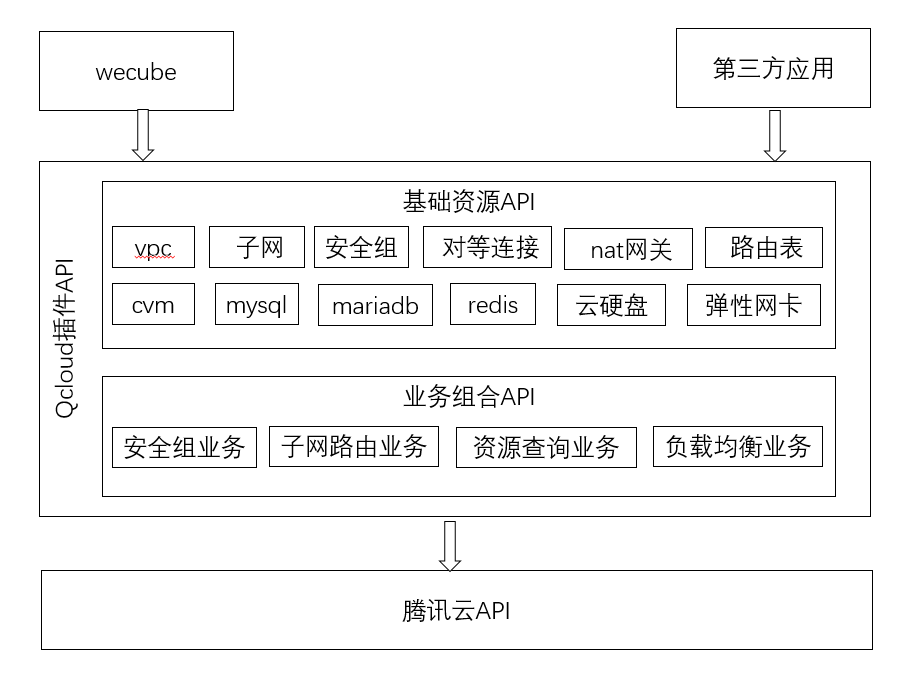 wecube
第三方应用
Qcloud插件API
基础资源API
vpc
子网
安全组
对等连接
nat网关
路由表
cvm
mysql
mariadb
redis
云硬盘
弹性网卡
业务组合API
安全组业务
子网路由业务
资源查询业务
负载均衡业务
腾讯云API